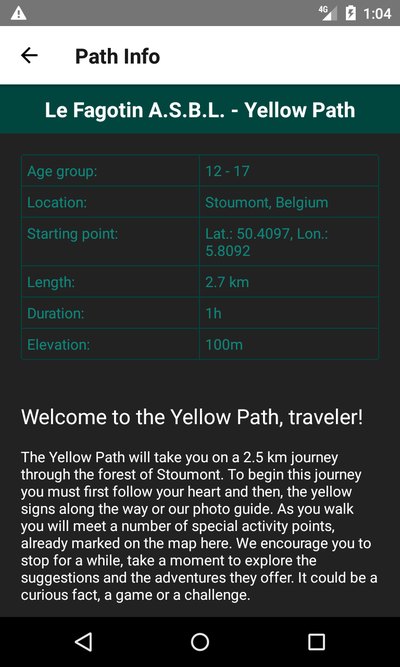 4G 1:04
Path Info
Le Fagotin A.S.B.L. - Yellow Path
Age group: 12 - 17
Location: Stoumont, Belgium
Starting point: Lat.: 50.4097, Lon.:
5.8092
Length: 2.7 km
Duration: 1h
Elevation: 100m
Welcome to the Yellow Path, traveler!
The Yellow Path will take you on a 2.5 km journey
through the forest of Stoumont. To begin this journey
you must first follow your heart and then, the yellow
signs along the way or our photo guide. As you walk
you will meet a number of special activity points,
already marked on the map here. We encourage you to
stop for a while, take a moment to explore the
suggestions and the adventures they offer. It could be a
curious fact, a game or a challenge.